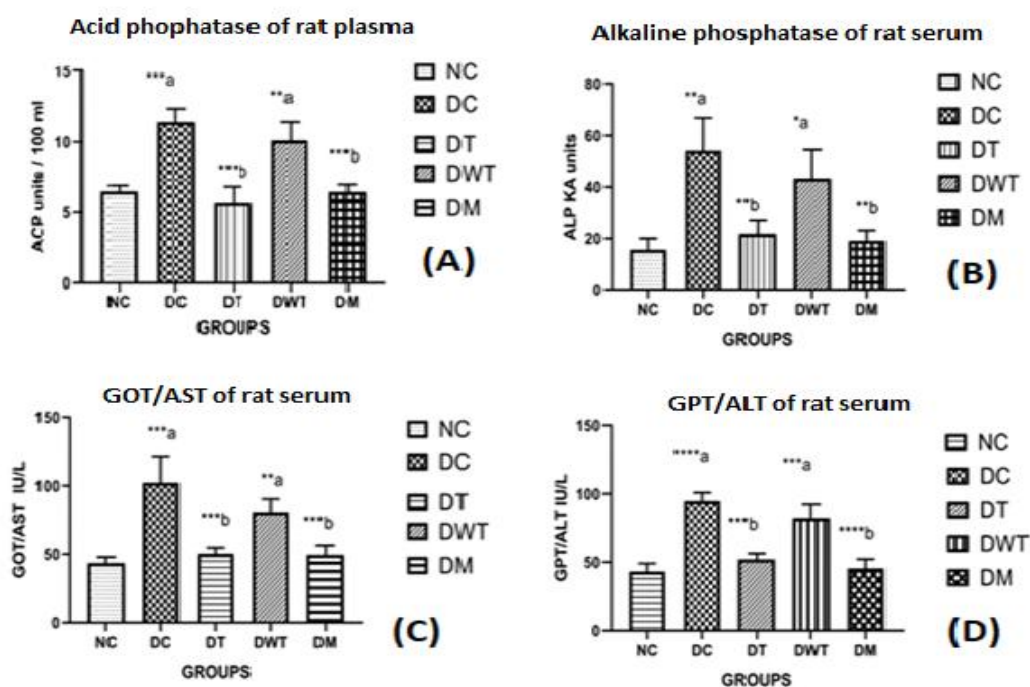 Acid phophatase of rat plasma
ACP units / 100 ml
15
10
5
0
***a
**a
NC
DC
DT
DWT
DM
GROUPS
NC
DC
DT
DWT
DM
(A)
Alkaline phosphatase of rat serum
ALP KA units
80
60
40
20
0
**a
*a
**b
NC
DC
DT
DWT
DM
GROUPS
NC
DC
DT
DWT
DM
(B)
GOT/AST of rat serum
GOT/AST IU/L
150
100
50
0
***a
***b
**a
NC
DC
DT
DWT
DM
GROUPS
NC
DC
DT
DWT
DM
(C)
GPT/ALT of rat serum
GPT/ALT IU/L
150
100
50
0
****a
***a
****b
NC
DC
DT
DWT
DM
GROUPS
NC
DC
DT
DWT
DM
(D)